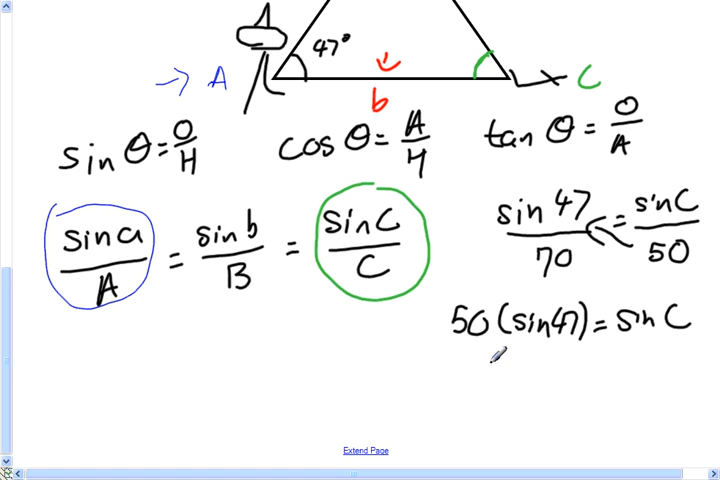 47°
→ A
b
C
sin θ = O/H
cos θ = A/H
tan θ = O/A
sin a/A = sin b/B = sin C/C
sin 47/70 = sin C/50
50 (sin 47) = sin C
Extend Page